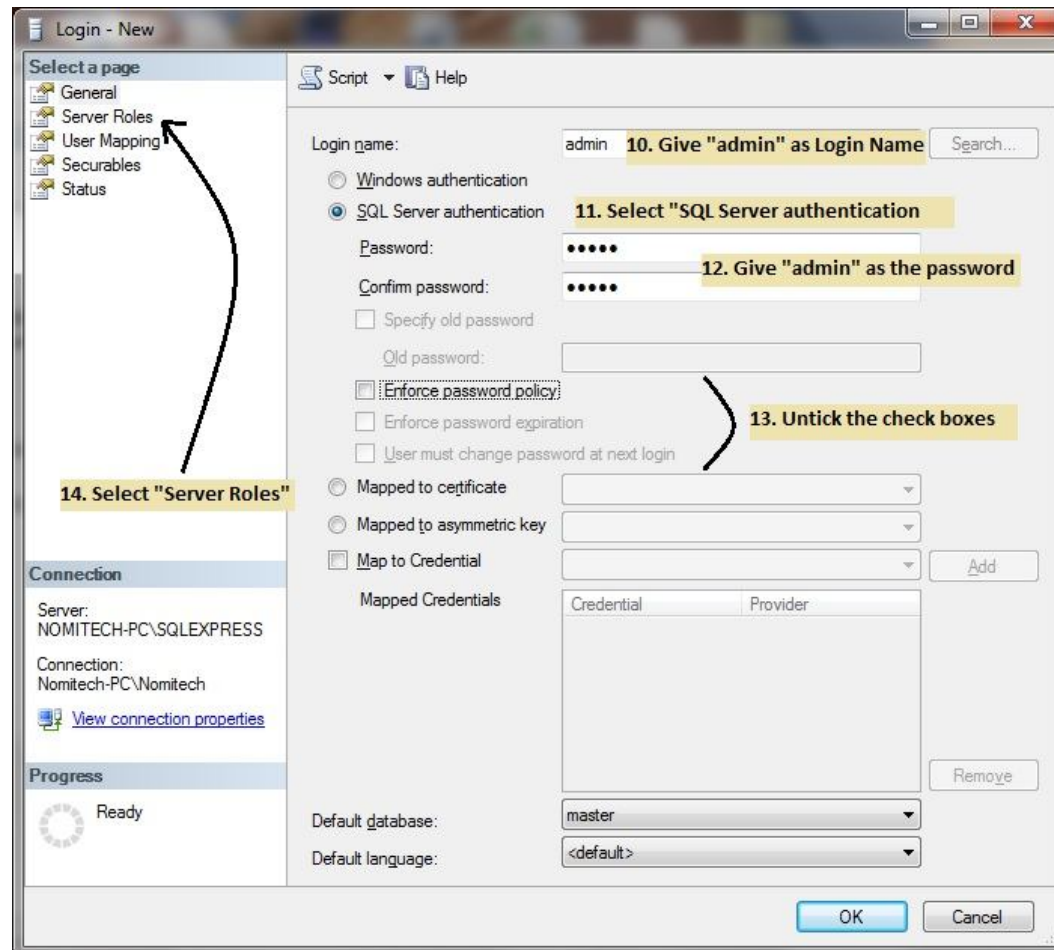 Login - New
Select a page
General
Server Roles
User Mapping
Securables
Status
14. Select "Server Roles"
Connection
Server:
NOMITECH-PC\SQLEXPRESS
Connection:
Nomitech-PC\Nomitech
View connection properties
Progress
Ready
Script Help
Login name: admin 10. Give "admin" as Login Name Search...
Windows authentication
SQL Server authentication 11. Select "SQL Server authentication
Password: •••••
12. Give "admin" as the password
Confirm password: •••••
Specify old password
Old password:
Enforce password policy
Enforce password expiration 13. Untick the check boxes
User must change password at next login
Mapped to certificate
Mapped to asymmetric key
Map to Credential Add
Mapped Credentials Credential Provider
Remove
Default database: master
Default language: <default>
OK Cancel